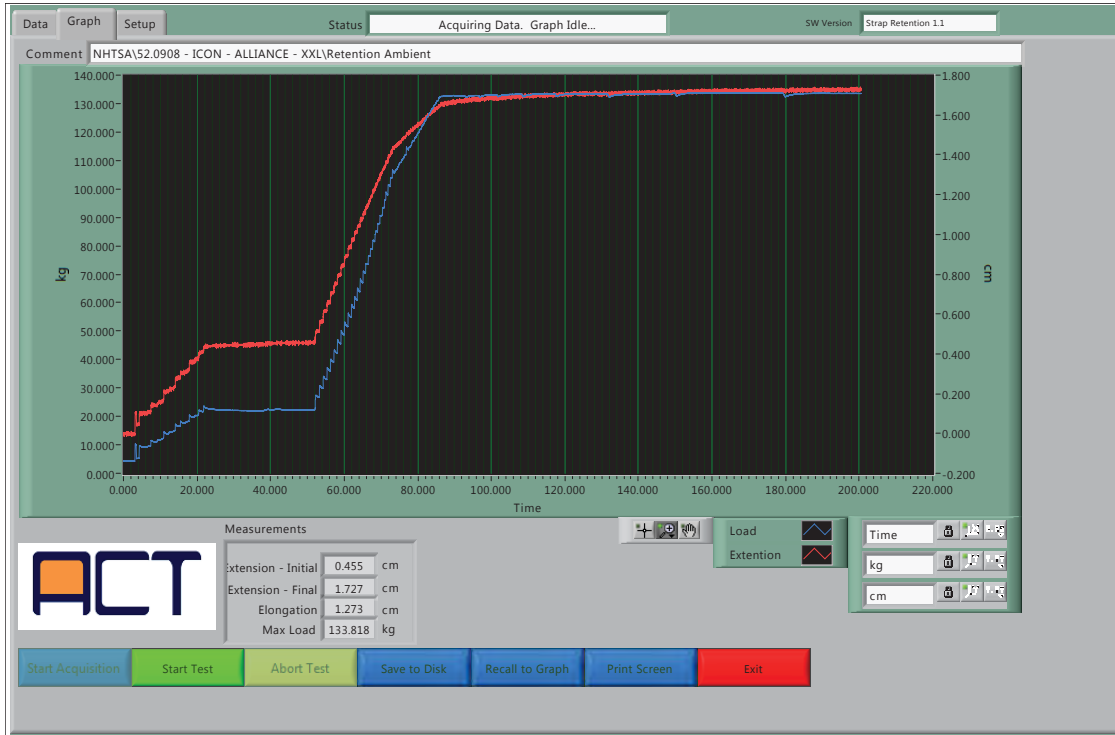 Data Graph Setup Status Acquiring Data. Graph Idle... SW Version Strap Retention 1.1
Comment NHTSA\52.0908 - ICON - ALLIANCE - XXL\Retention Ambient
140.000
130.000
120.000
110.000
100.000
90.000
80.000
70.000
60.000
50.000
40.000
30.000
20.000
10.000
0.000
kg
1.800
1.600
1.400
1.200
1.000
0.800
0.600
0.400
0.200
0.000
-0.200
cm
0.000 20.000 40.000 60.000 80.000 100.000 120.000 140.000 160.000 180.000 200.000 220.000
Time
Load
Extention
Time
kg
cm
ACT
Measurements
Extension - Initial 0.455 cm
Extension - Final 1.727 cm
Elongation 1.273 cm
Max Load 133.818 kg
Start Acquisition Start Test Abort Test Save to Disk Recall to Graph Print Screen Exit